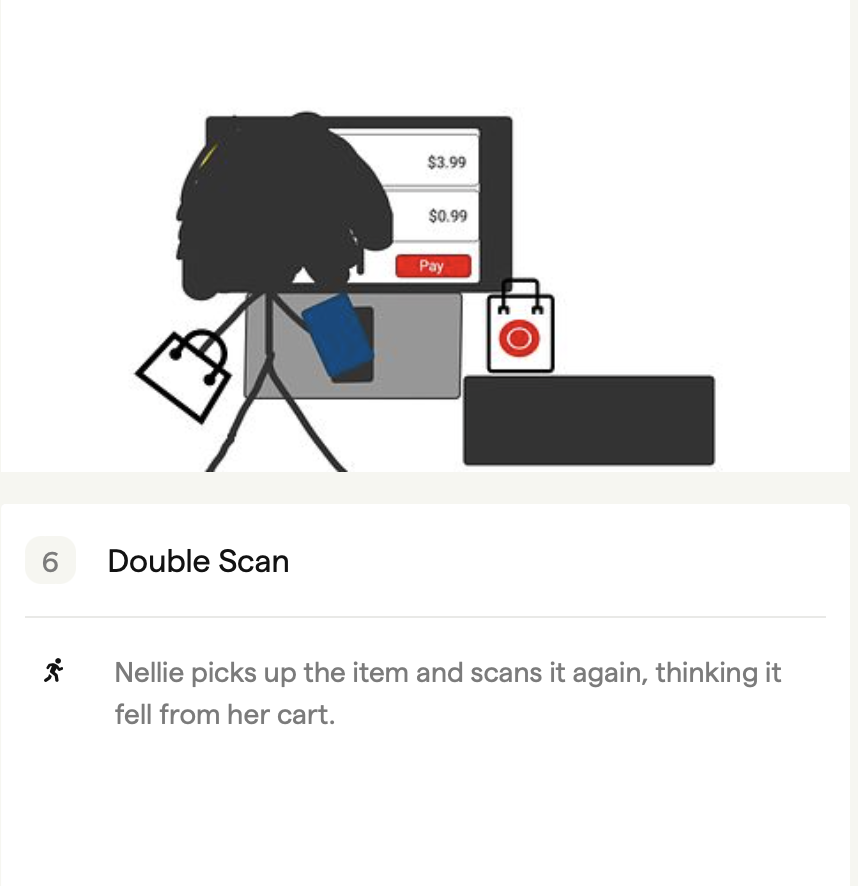 $3.99
$0.99
Pay
6
Double Scan
Nellie picks up the item and scans it again, thinking it
fell from her cart.